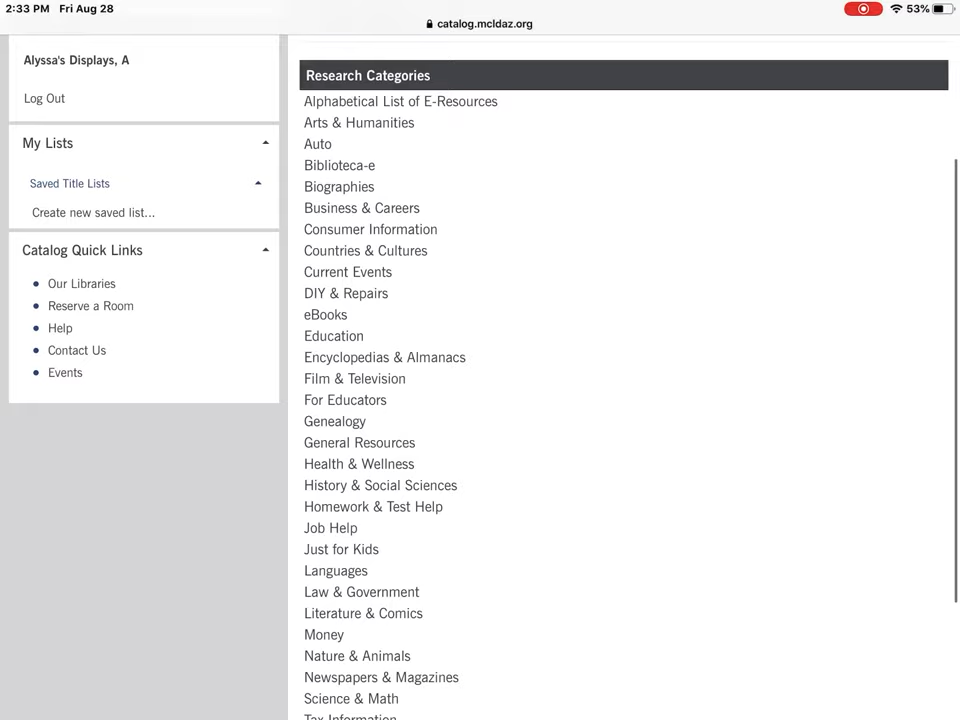 2:33 PM Fri Aug 28
53%
catalog.mcldaz.org
Alyssa's Displays, A
Log Out
My Lists
Saved Title Lists
Create new saved list...
Catalog Quick Links
Our Libraries
Reserve a Room
Help
Contact Us
Events
Research Categories
Alphabetical List of E-Resources
Arts & Humanities
Auto
Biblioteca-e
Biographies
Business & Careers
Consumer Information
Countries & Cultures
Current Events
DIY & Repairs
eBooks
Education
Encyclopedias & Almanacs
Film & Television
For Educators
Genealogy
General Resources
Health & Wellness
History & Social Sciences
Homework & Test Help
Job Help
Just for Kids
Languages
Law & Government
Literature & Comics
Money
Nature & Animals
Newspapers & Magazines
Science & Math
Tax Information